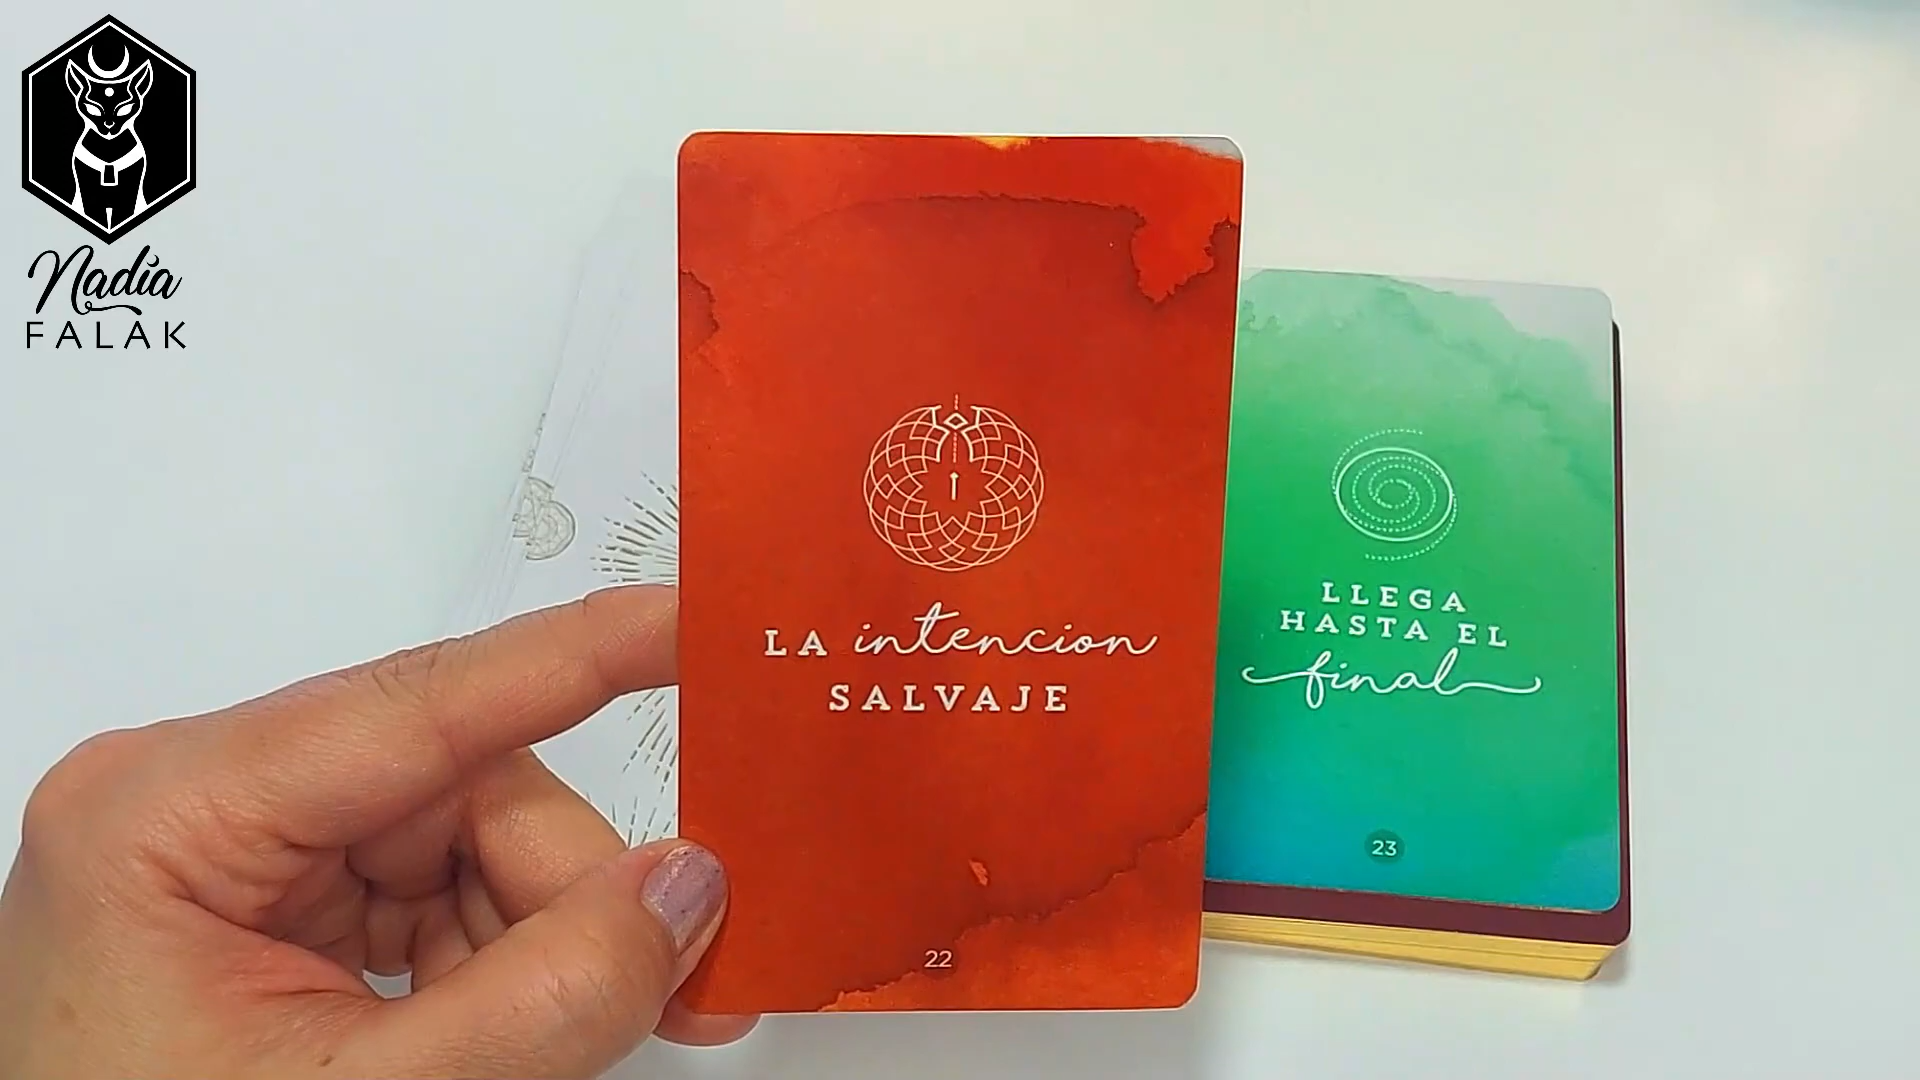 Nadia
FALAK
LA intencion
SALVAJE
22
LLEGA
HASTA EL
final
23